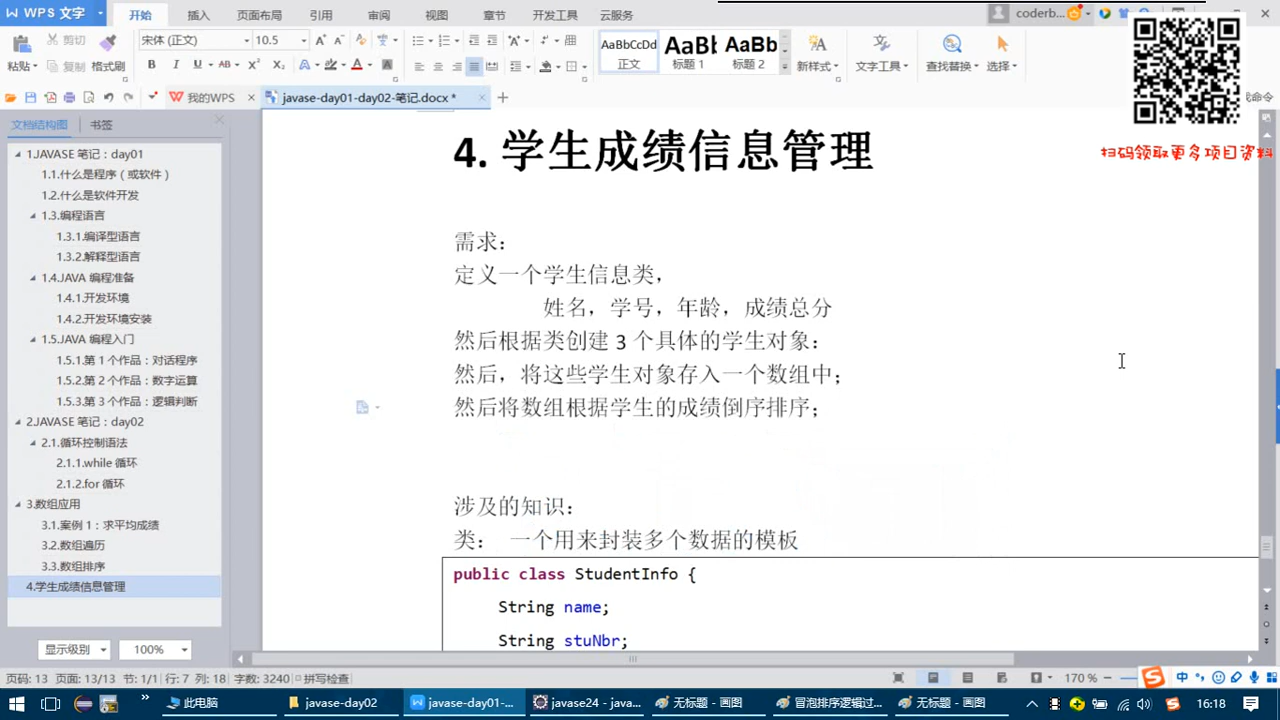 WPS 文字
开始
插入
页面布局
引用
审阅
视图
章节
开发工具
云服务
coderb...
粘贴
剪切
复制
格式刷
宋体 (正文)
10.5
B I U AB X² X₂ A A
AaBbCcDd
正文
AaBb
标题 1
AaBb
标题 2
新样式
文字工具
查找替换
选择
扫码领取更多项目资料
我的WPS
javase-day01-day02-笔记.docx *
找命令
文档结构图
书签
1JAVASE 笔记：day01
1.1.什么是程序（或软件）
1.2.什么是软件开发
1.3.编程语言
1.3.1.编译型语言
1.3.2.解释型语言
1.4.JAVA 编程准备
1.4.1.开发环境
1.4.2.开发环境安装
1.5.JAVA 编程入门
1.5.1.第 1 个作品：对话程序
1.5.2.第 2 个作品：数字运算
1.5.3.第 3 个作品：逻辑判断
2JAVASE 笔记：day02
2.1.循环控制语法
2.1.1.while 循环
2.1.2.for 循环
3.数组应用
3.1.案例 1：求平均成绩
3.2.数组遍历
3.3.数组排序
4.学生成绩信息管理
显示级别
100%
4. 学生成绩信息管理
需求：
定义一个学生信息类，
姓名，学号，年龄，成绩总分
然后根据类创建 3 个具体的学生对象：
然后，将这些学生对象存入一个数组中；
然后将数组根据学生的成绩倒序排序；
涉及的知识：
类： 一个用来封装多个数据的模板
public class StudentInfo {
String name;
String stuNbr;
页码: 13 页面: 13/13 节: 1/1 行: 7 列: 18 字数: 3240 拼写检查
170 %
中
此电脑
javase-day02
javase-day01-...
javase24 - java...
无标题 - 画图
冒泡排序逻辑过...
无标题 - 画图
16:18